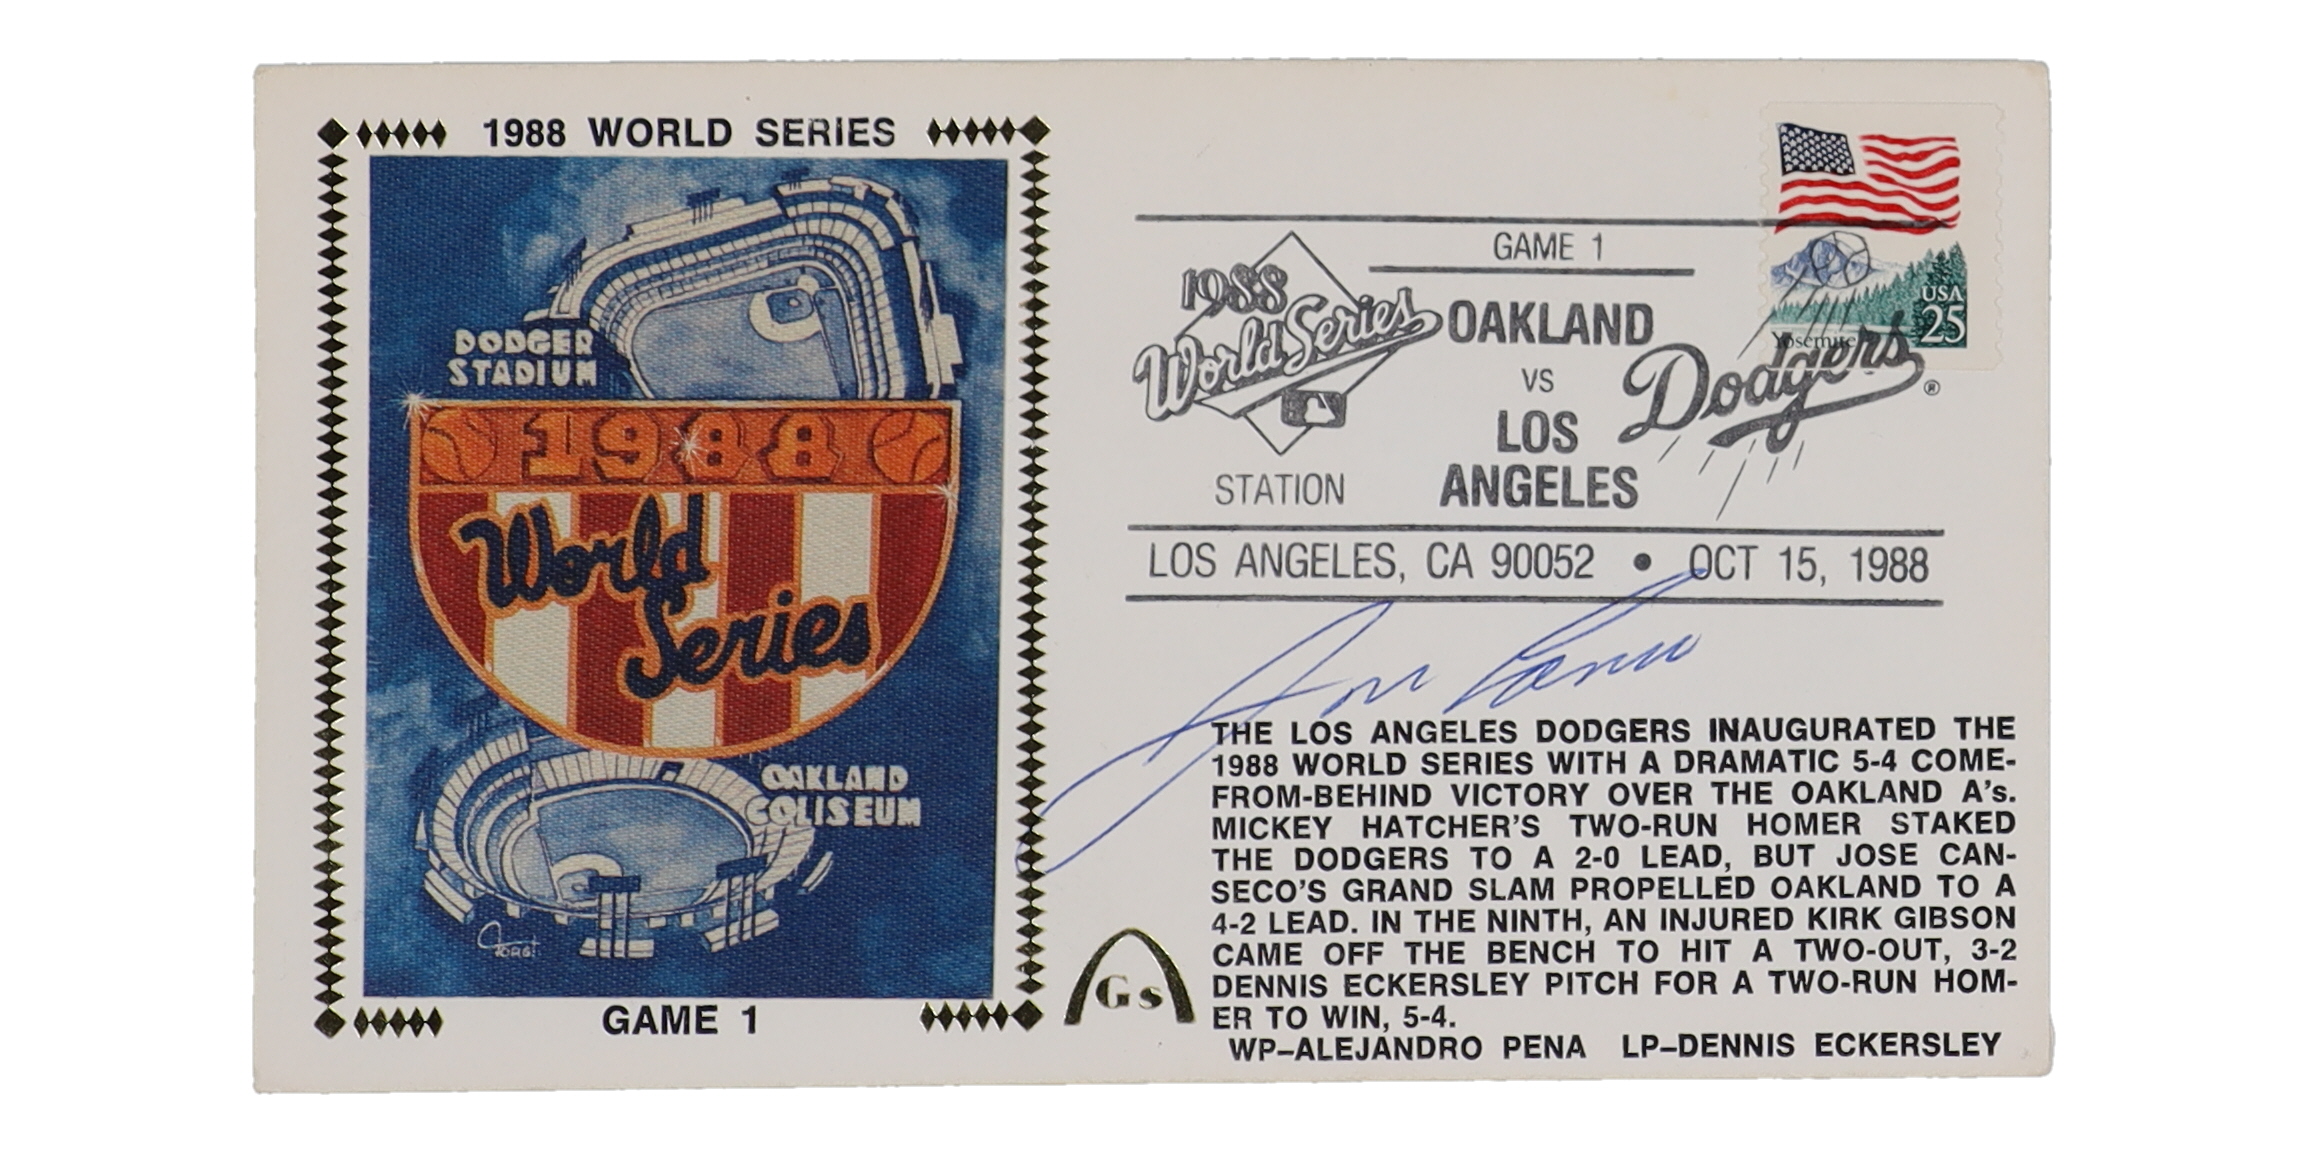 1988 WORLD SERIES
DODGER
STADIUM
1988
World
Series
OAKLAND
COLISEUM
GAME 1
USA
25
Yosemite
GAME 1
1988
World Series
OAKLAND
VS
LOS
ANGELES
Dodgers®
STATION
LOS ANGELES, CA 90052 • OCT 15, 1988
Jose Canseco
THE LOS ANGELES DODGERS INAUGURATED THE
1988 WORLD SERIES WITH A DRAMATIC 5-4 COME-
FROM-BEHIND VICTORY OVER THE OAKLAND A's.
MICKEY HATCHER'S TWO-RUN HOMER STAKED
THE DODGERS TO A 2-0 LEAD, BUT JOSE CAN-
SECO'S GRAND SLAM PROPELLED OAKLAND TO A
4-2 LEAD. IN THE NINTH, AN INJURED KIRK GIBSON
CAME OFF THE BENCH TO HIT A TWO-OUT, 3-2
DENNIS ECKERSLEY PITCH FOR A TWO-RUN HOM-
ER TO WIN, 5-4.
WP–ALEJANDRO PENA LP–DENNIS ECKERSLEY
Gs